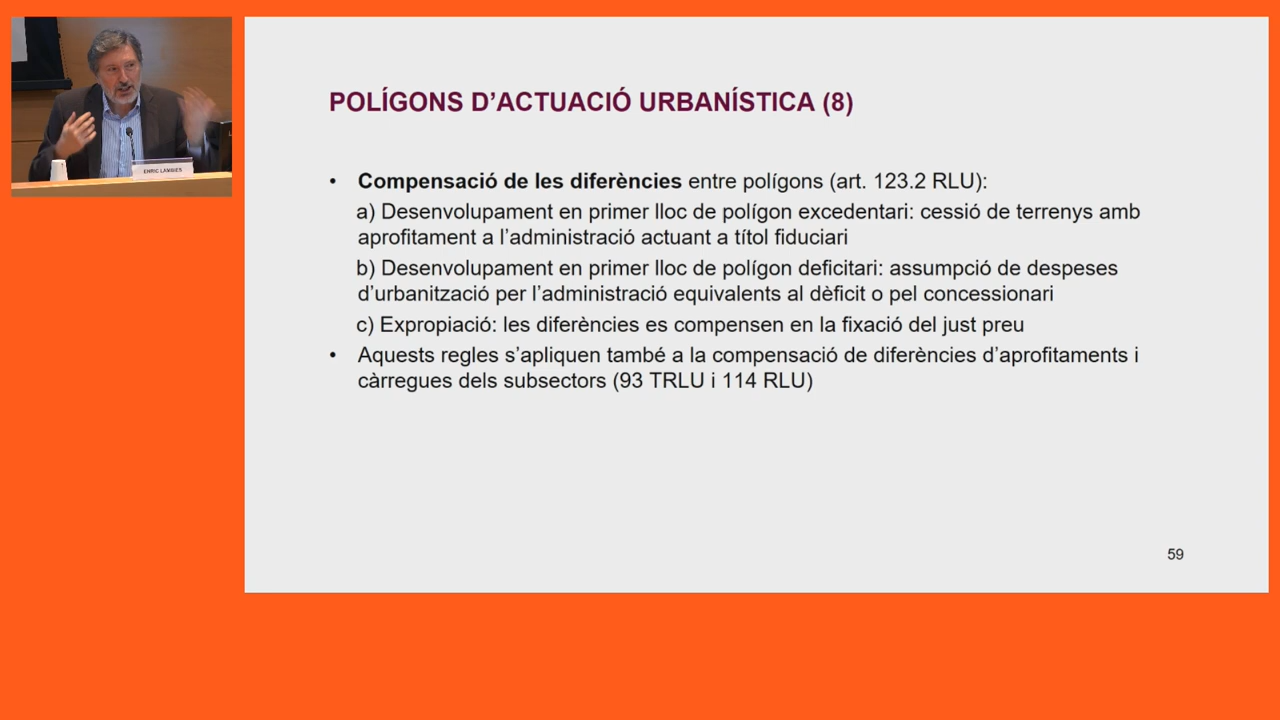 ENRIC LAMBIES
POLÍGONS D'ACTUACIÓ URBANÍSTICA (8)
• Compensació de les diferències entre polígons (art. 123.2 RLU):
a) Desenvolupament en primer lloc de polígon excedentari: cessió de terrenys amb
aprofitament a l'administració actuant a títol fiduciari
b) Desenvolupament en primer lloc de polígon deficitari: assumpció de despeses
d'urbanització per l'administració equivalents al dèficit o pel concessionari
c) Expropiació: les diferències es compensen en la fixació del just preu
• Aquests regles s'apliquen també a la compensació de diferències d'aprofitaments i
càrregues dels subsectors (93 TRLU i 114 RLU)
59